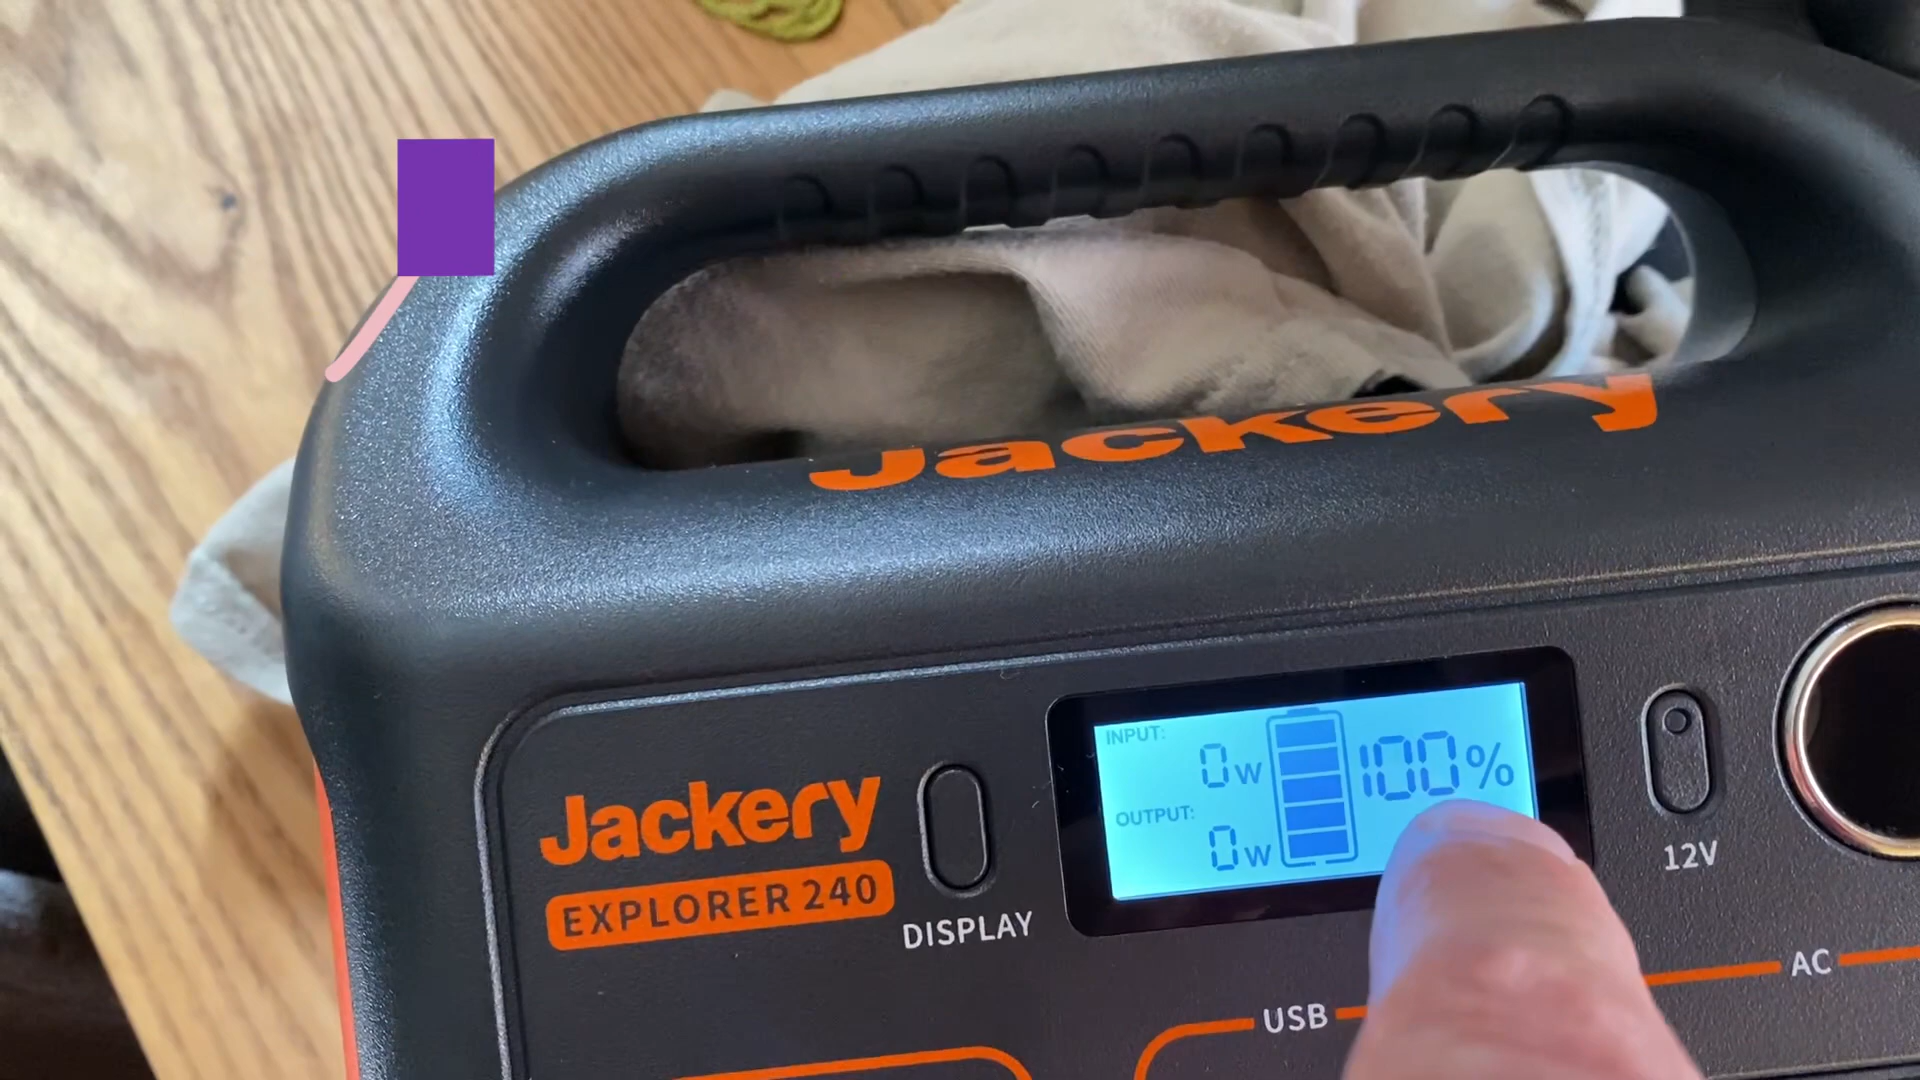 Jackery
INPUT:
0W
100%
OUTPUT:
0W
Jackery
EXPLORER 240
DISPLAY
12V
AC
USB